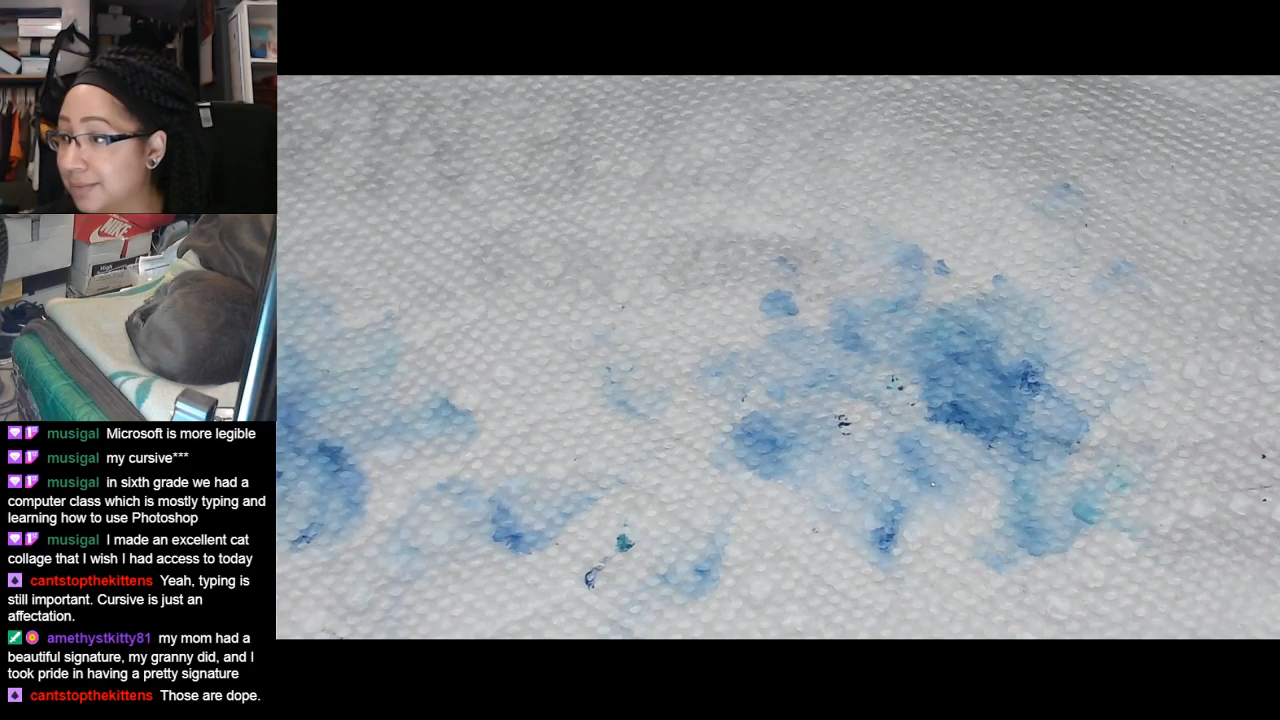 NIKE
musigal Microsoft is more legible
musigal my cursive***
musigal in sixth grade we had a
computer class which is mostly typing and
learning how to use Photoshop
musigal I made an excellent cat
collage that I wish I had access to today
cantstopthekittens Yeah, typing is
still important. Cursive is just an
affectation.
amethystkitty81 my mom had a
beautiful signature, my granny did, and I
took pride in having a pretty signature
cantstopthekittens Those are dope.